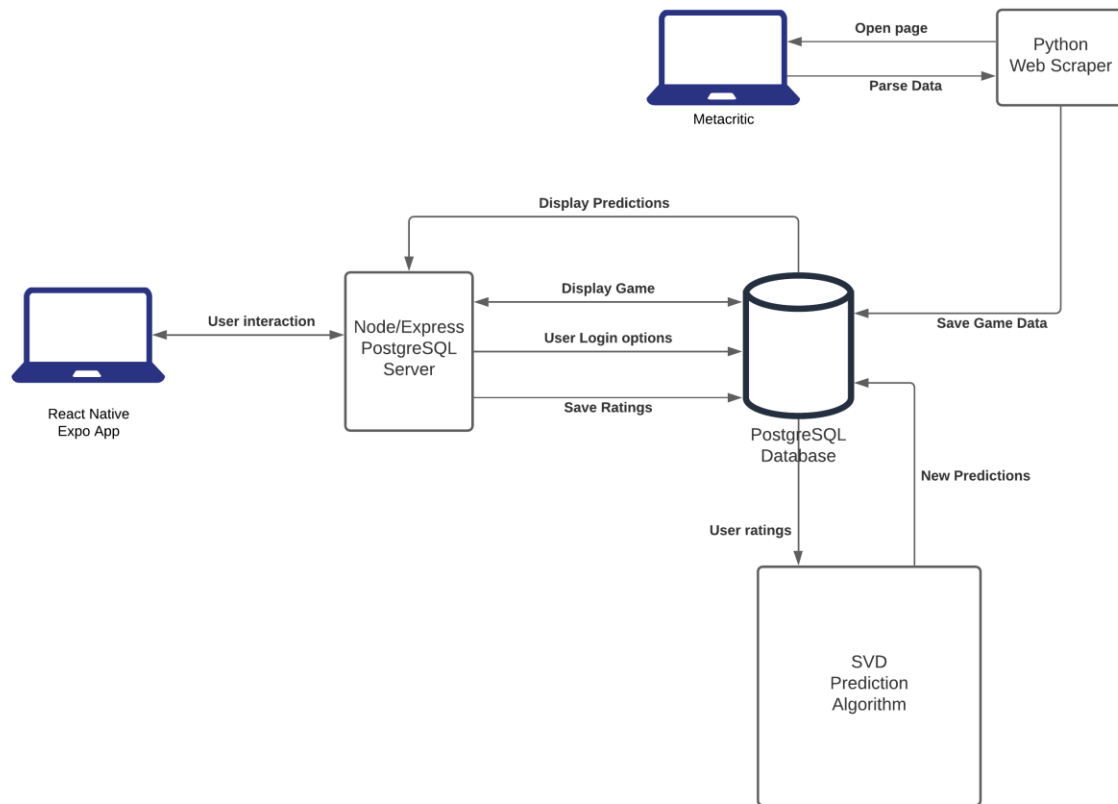 Open page
Python
Web Scraper
Parse Data
Metacritic
Display Predictions
Display Game
User interaction
Node/Express
PostgreSQL
Server
User Login options
Save Game Data
Save Ratings
React Native
Expo App
PostgreSQL
Database
New Predictions
User ratings
SVD
Prediction
Algorithm